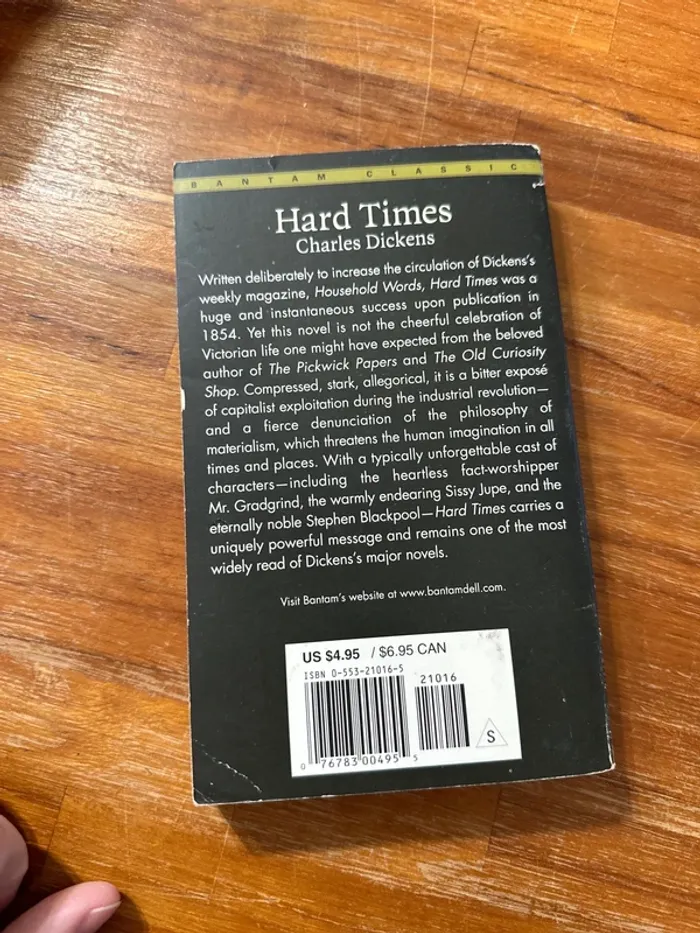 BANTAM CLASSIC
Hard Times
Charles Dickens
Written deliberately to increase the circulation of Dickens's
weekly magazine, Household Words, Hard Times was a
huge and instantaneous success upon publication in
1854. Yet this novel is not the cheerful celebration of
Victorian life one might have expected from the beloved
author of The Pickwick Papers and The Old Curiosity
Shop. Compressed, stark, allegorical, it is a bitter exposé
of capitalist exploitation during the industrial revolution—
and a fierce denunciation of the philosophy of
materialism, which threatens the human imagination in all
times and places. With a typically unforgettable cast of
characters—including the heartless fact-worshipper
Mr. Gradgrind, the warmly endearing Sissy Jupe, and the
eternally noble Stephen Blackpool—Hard Times carries a
uniquely powerful message and remains one of the most
widely read of Dickens's major novels.
Visit Bantam's website at www.bantamdell.com.
US $4.95 / $6.95 CAN
ISBN 0-553-21016-5
21016
S
0 76783 00495 5